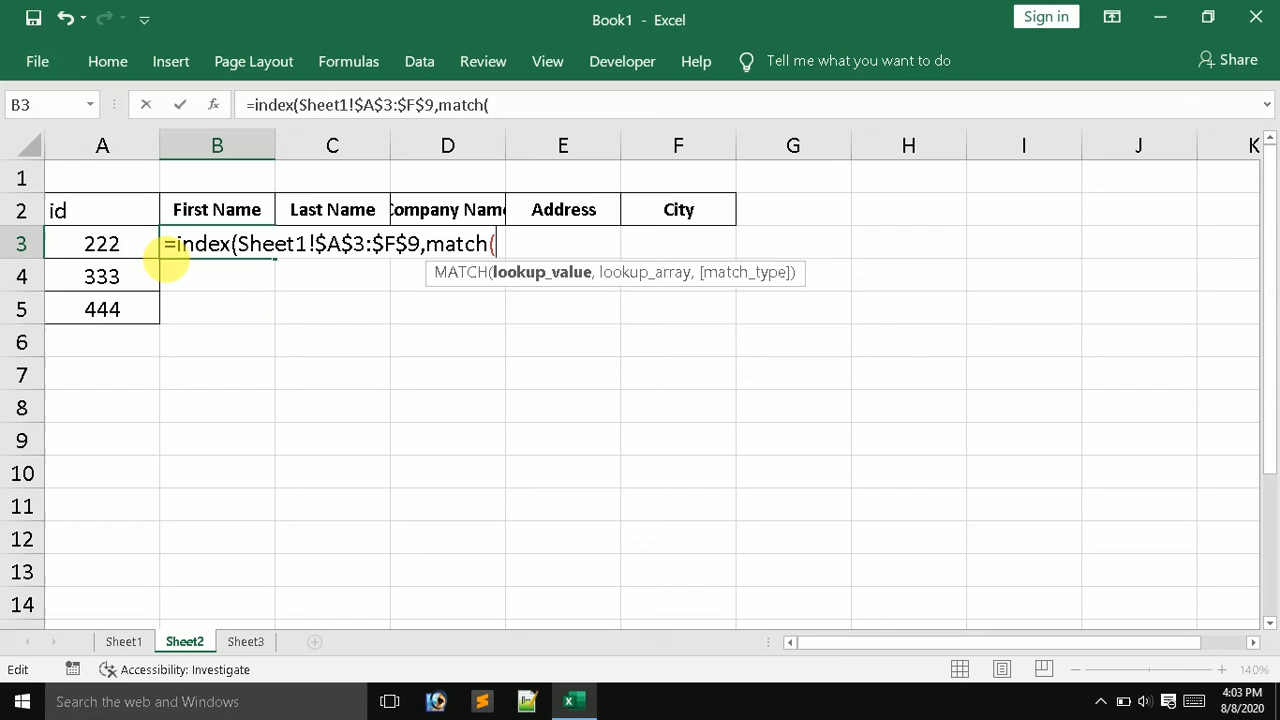 Book1 - Excel
Sign in
File Home Insert Page Layout Formulas Data Review View Developer Help Tell me what you want to do Share
B3 fx =index(Sheet1!$A$3:$F$9,match(
A B C D E F G H I J K
1
2 id First Name Last Name Company Name Address City
3 222 =index(Sheet1!$A$3:$F$9,match(
MATCH(lookup_value, lookup_array, [match_type])
4 333
5 444
6
7
8
9
10
11
12
13
14
Sheet1 Sheet2 Sheet3
Edit Accessibility: Investigate 140%
Search the web and Windows
4:03 PM
8/8/2020